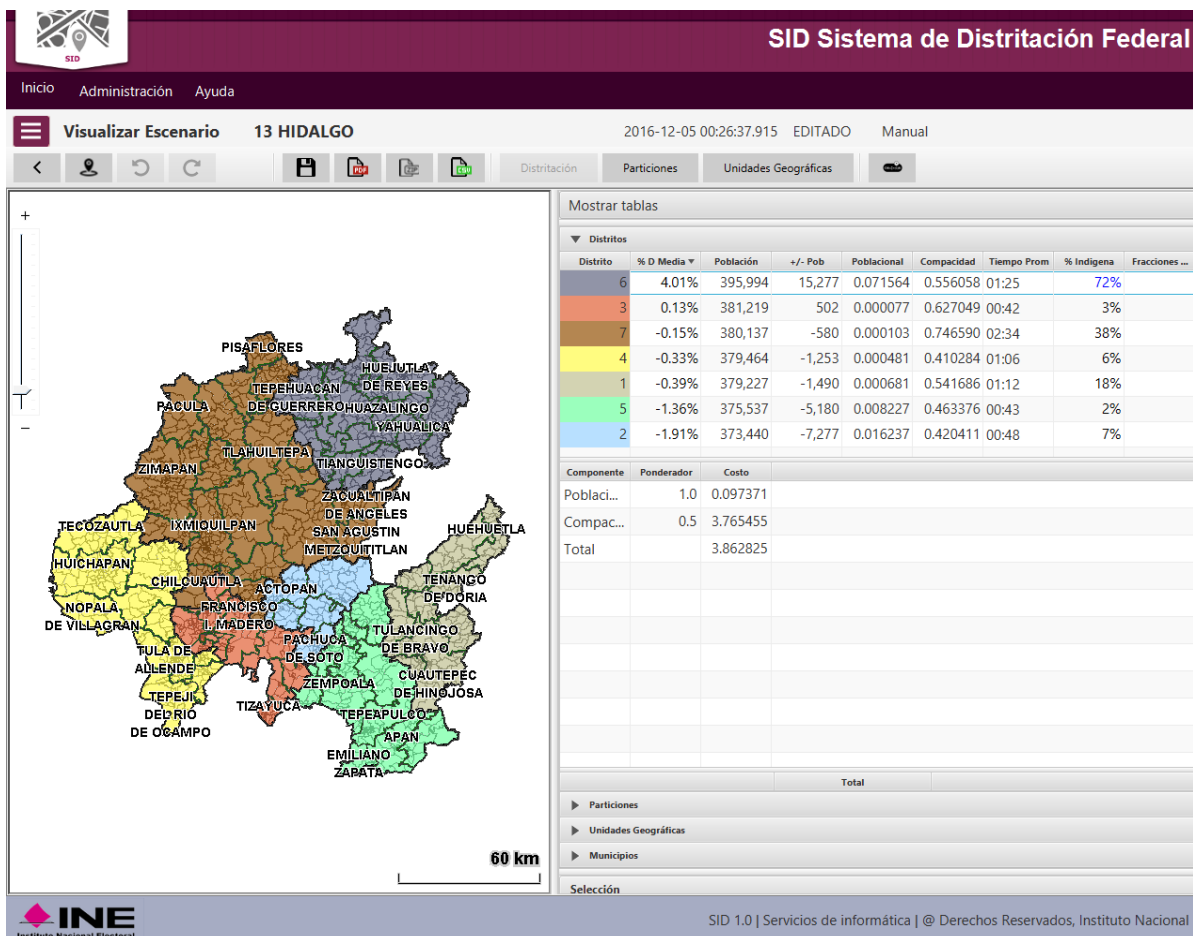 SID
SID Sistema de Distritación Federal
Inicio Administración Ayuda
Visualizar Escenario 13 HIDALGO 2016-12-05 00:26:37.915 EDITADO Manual
PDF CSV Distritación Particiones Unidades Geográficas
+
−
PISAFLORES
HUEJUTLA
DE REYES
TEPEHUACAN
DE GUERRERO
HUAZALINGO
PACULA
YAHUALICA
TLAHUILTEPA
TIANGUISTENGO
ZIMAPAN
ZACUALTIPAN
DE ANGELES
TECOZAUTLA
IXMIQUILPAN
SAN AGUSTIN
METZQUITITLAN
HUEHUETLA
HUICHAPAN
CHILCUAUTLA
ACTOPAN
TENANGO
DE DORIA
NOPALA
DE VILLAGRAN
FRANCISCO
I. MADERO
PACHUCA
DE SOTO
TULANCINGO
DE BRAVO
TULA DE
ALLENDE
ZEMPOALA
CUAUTEPEC
DE HINOJOSA
TEPEJI
DEL RIO
DE OCAMPO
TIZAYUCA
TEPEAPULCO
APAN
EMILIANO
ZAPATA
60 km
Mostrar tablas
Distritos
Distrito % D Media Población +/- Pob Poblacional Compacidad Tiempo Prom % Indigena Fracciones ...
6 4.01% 395,994 15,277 0.071564 0.556058 01:25 72%
3 0.13% 381,219 502 0.000077 0.627049 00:42 3%
7 -0.15% 380,137 -580 0.000103 0.746590 02:34 38%
4 -0.33% 379,464 -1,253 0.000481 0.410284 01:06 6%
1 -0.39% 379,227 -1,490 0.000681 0.541686 01:12 18%
5 -1.36% 375,537 -5,180 0.008227 0.463376 00:43 2%
2 -1.91% 373,440 -7,277 0.016237 0.420411 00:48 7%
Componente Ponderador Costo
Poblaci... 1.0 0.097371
Compac... 0.5 3.765455
Total 3.862825
Total
Particiones
Unidades Geográficas
Municipios
Selección
INE
Instituto Nacional Electoral
SID 1.0 | Servicios de informática | @ Derechos Reservados, Instituto Nacional